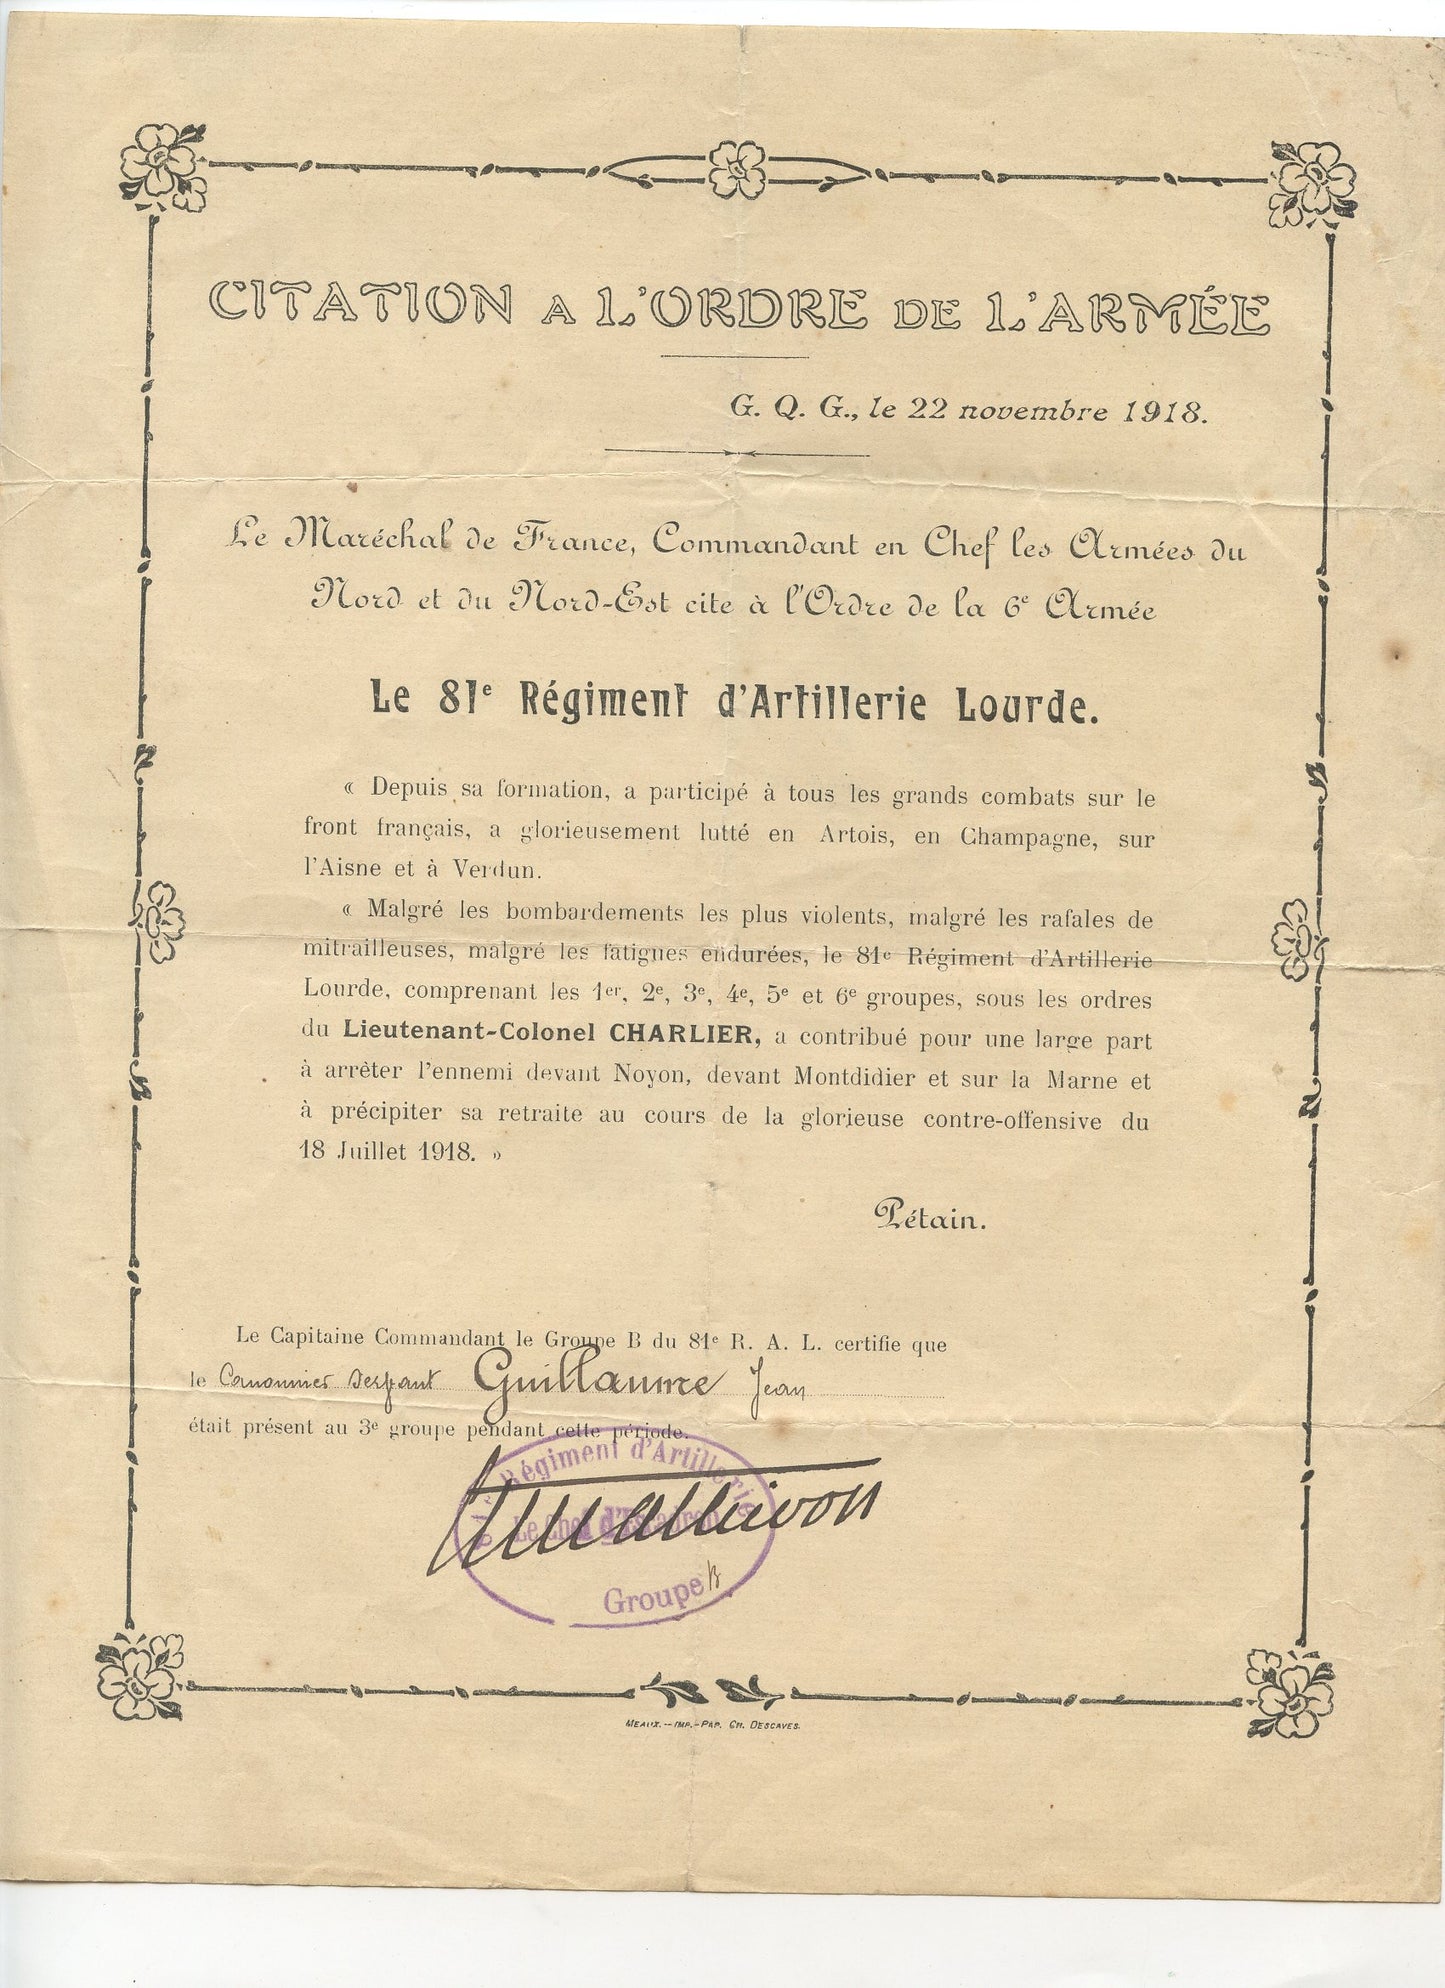 CITATION A L'ORDRE DE L'ARMÉE
G. Q. G., le 22 novembre 1918.
Le Maréchal de France, Commandant en Chef les Armées du
Nord et du Nord-Est cite à l'Ordre de la 6e Armée
Le 81e Régiment d'Artillerie Lourde.
« Depuis sa formation, a participé à tous les grands combats sur le
front français, a glorieusement lutté en Artois, en Champagne, sur
l'Aisne et à Verdun.
« Malgré les bombardements les plus violents, malgré les rafales de
mitrailleuses, malgré les fatigues endurées, le 81e Régiment d'Artillerie
Lourde, comprenant les 1er, 2e, 3e, 4e, 5e et 6e groupes, sous les ordres
du Lieutenant-Colonel CHARLIER, a contribué pour une large part
à arrêter l'ennemi devant Noyon, devant Montdidier et sur la Marne et
à précipiter sa retraite au cours de la glorieuse contre-offensive du
18 Juillet 1918. »
Pétain.
Le Capitaine Commandant le Groupe B du 81e R. A. L. certifie que
le Canonnier servant Guillaume Jean
était présent au 3e groupe pendant cette période.
81e Régiment d'Artillerie
Le Chef d'Escadron
Groupe B
MEAUX. — IMP.-PAP. CH. DESCAVES.